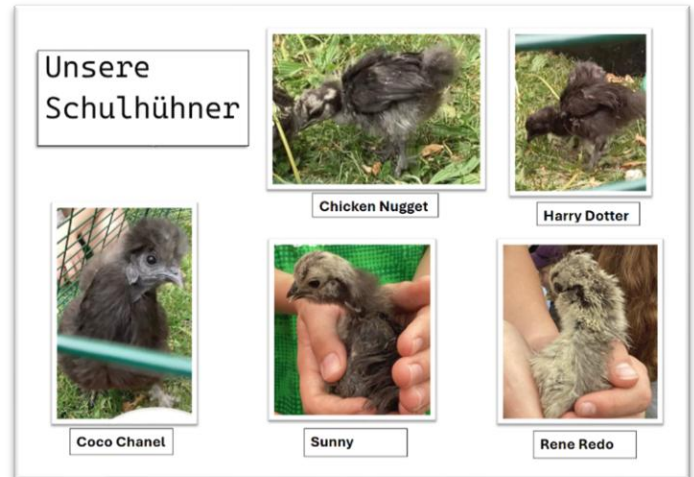 Unsere
Schulhühner
Chicken Nugget
Harry Dotter
Coco Chanel
Sunny
Rene Redo